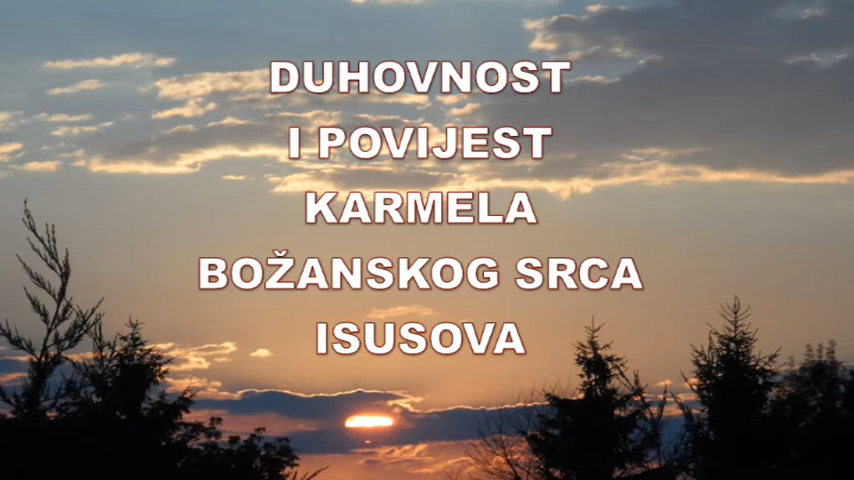 DUHOVNOST
I POVIJEST
KARMELA
BOŽANSKOG SRCA
ISUSOVA